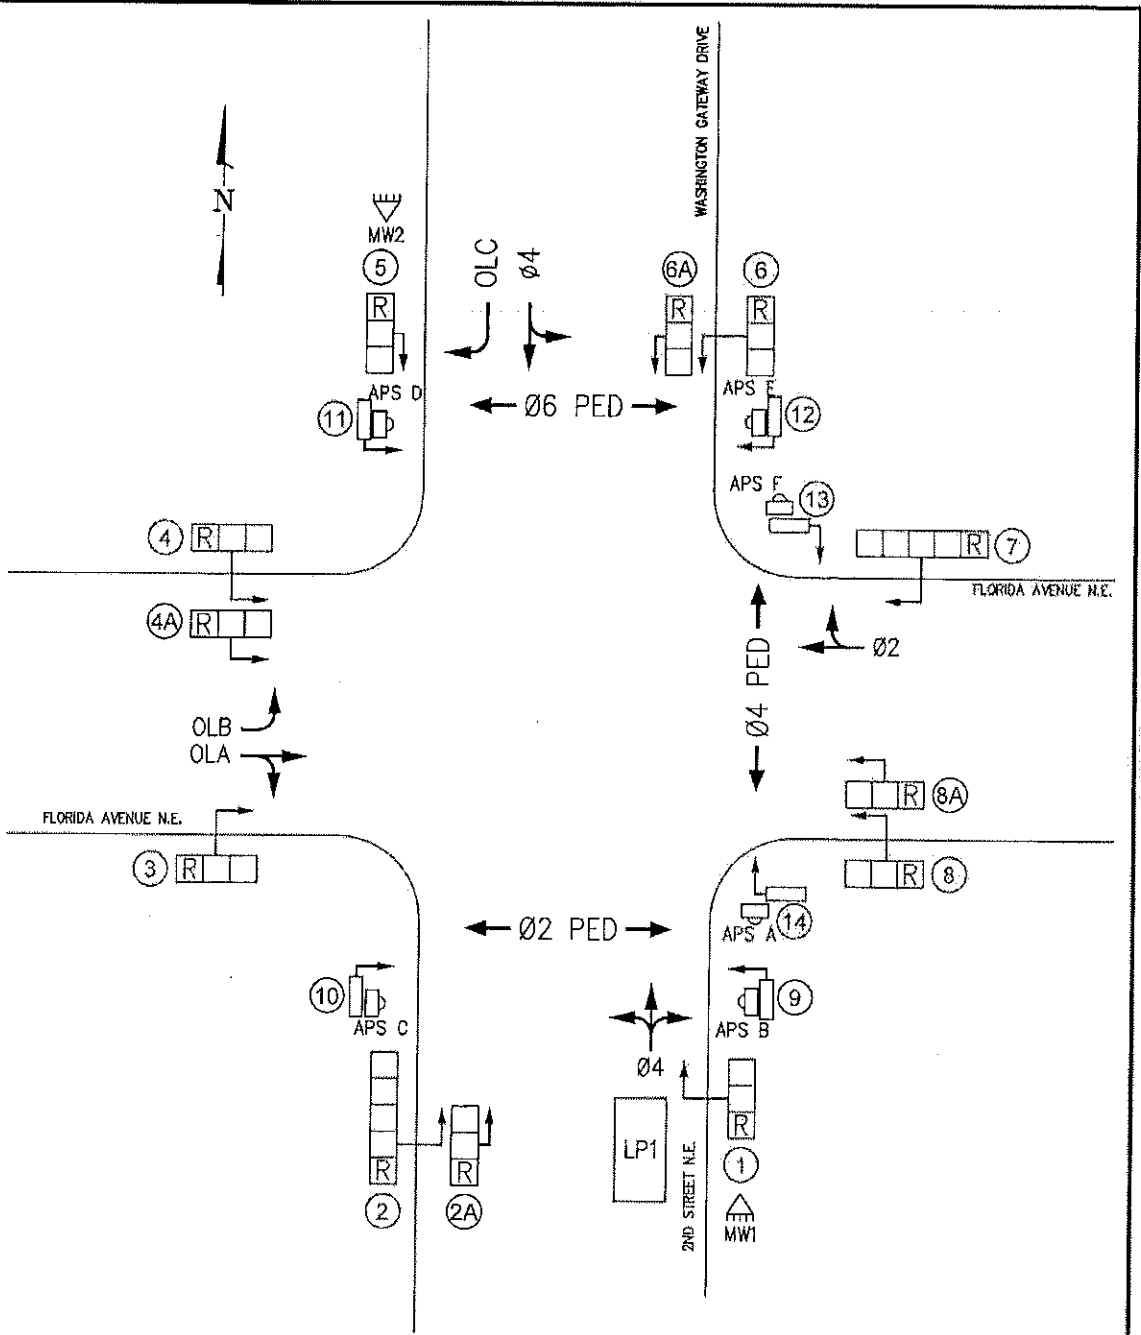 WASHINGTON GATEWAY DRIVE
N
MW2
5
R
OLC
Ø4
6A
R
6
R
APS D
11
Ø6 PED
APS E
12
APS F
13
4
R
R
7
FLORIDA AVENUE N.E.
4A
R
Ø2
Ø4 PED
OLB
OLA
R
8A
FLORIDA AVENUE N.E.
3
R
R
8
Ø2 PED
14
APS A
10
APS C
9
APS B
Ø4
LP1
R
1
R
2
R
2A
2ND STREET N.E.
MW1